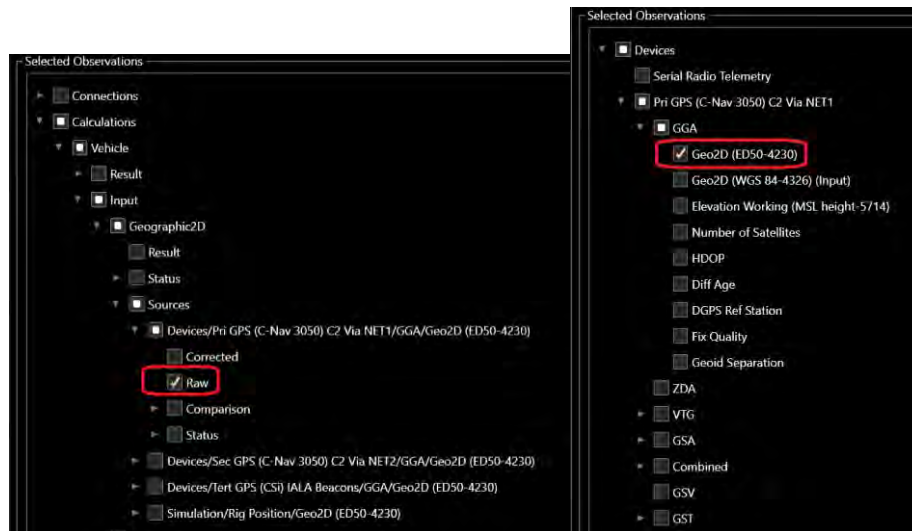 Selected Observations
Connections
Calculations
Vehicle
Result
Input
Geographic2D
Result
Status
Sources
Devices/Pri GPS (C-Nav 3050) C2 Via NET1/GGA/Geo2D (ED50-4230)
Corrected
Raw
Comparison
Status
Devices/Sec GPS (C-Nav 3050) C2 Via NET2/GGA/Geo2D (ED50-4230)
Devices/Tert GPS (CSi) IALA Beacons/GGA/Geo2D (ED50-4230)
Simulation/Rig Position/Geo2D (ED50-4230)
Selected Observations
Devices
Serial Radio Telemetry
Pri GPS (C-Nav 3050) C2 Via NET1
GGA
Geo2D (ED50-4230)
Geo2D (WGS 84-4326) (Input)
Elevation Working (MSL height-5714)
Number of Satellites
HDOP
Diff Age
DGPS Ref Station
Fix Quality
Geoid Separation
ZDA
VTG
GSA
Combined
GSV
GST